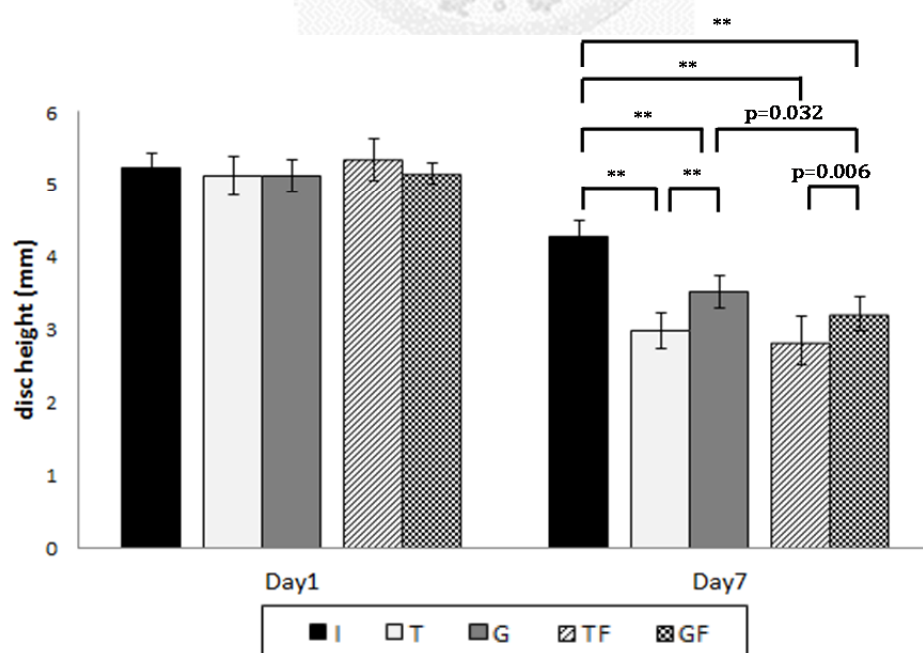 **
**
** p=0.032
** ** p=0.006
6
5
4
3
2
1
0
disc height (mm)
Day1 Day7
I T G TF GF